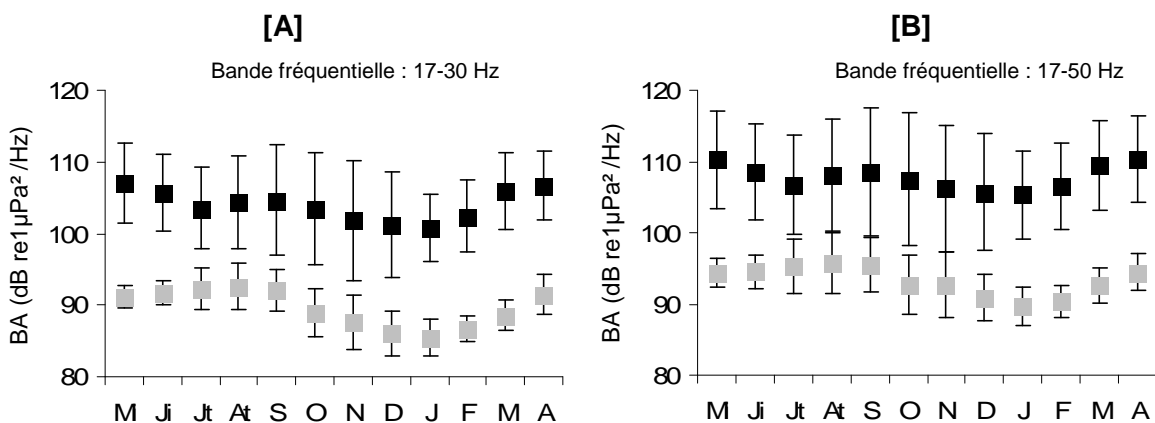 [A]
Bande fréquentielle : 17-30 Hz
BA (dB re1µPa²/Hz)
120
110
100
90
80
M Ji Jt At S O N D J F M A
[B]
Bande fréquentielle : 17-50 Hz
BA (dB re1µPa²/Hz)
120
110
100
90
80
M Ji Jt At S O N D J F M A